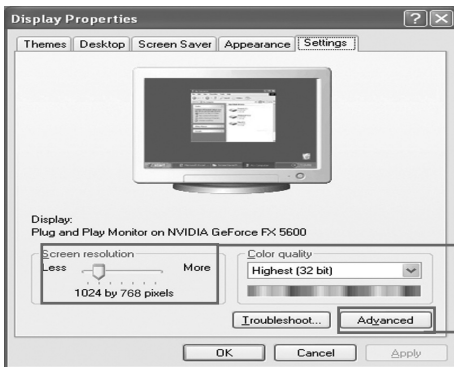 Display Properties
Themes Desktop Screen Saver Appearance Settings
Display:
Plug and Play Monitor on NVIDIA GeForce FX 5600
Screen resolution
Less More
1024 by 768 pixels
Color quality
Highest (32 bit)
Troubleshoot... Advanced
OK Cancel Apply